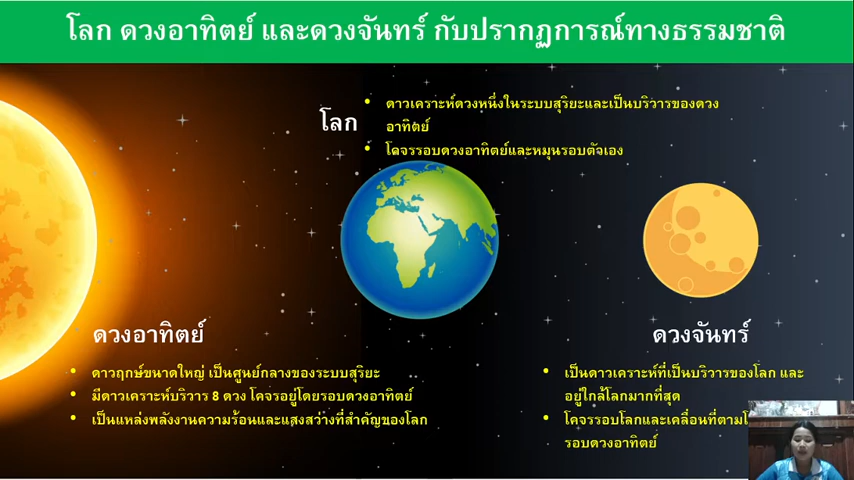 โลก ดวงอาทิตย์ และดวงจันทร์ กับปรากฏการณ์ทางธรรมชาติ
โลก
• ดาวเคราะห์ดวงหนึ่งในระบบสุริยะและเป็นบริวารของดวง
อาทิตย์
• โคจรรอบดวงอาทิตย์และหมุนรอบตัวเอง
ดวงอาทิตย์
• ดาวฤกษ์ขนาดใหญ่ เป็นศูนย์กลางของระบบสุริยะ
• มีดาวเคราะห์บริวาร 8 ดวง โคจรอยู่โดยรอบดวงอาทิตย์
• เป็นแหล่งพลังงานความร้อนและแสงสว่างที่สำคัญของโลก
ดวงจันทร์
• เป็นดาวเคราะห์ที่เป็นบริวารของโลก และ
อยู่ใกล้โลกมากที่สุด
• โคจรรอบโลกและเคลื่อนที่ตาม
รอบดวงอาทิตย์